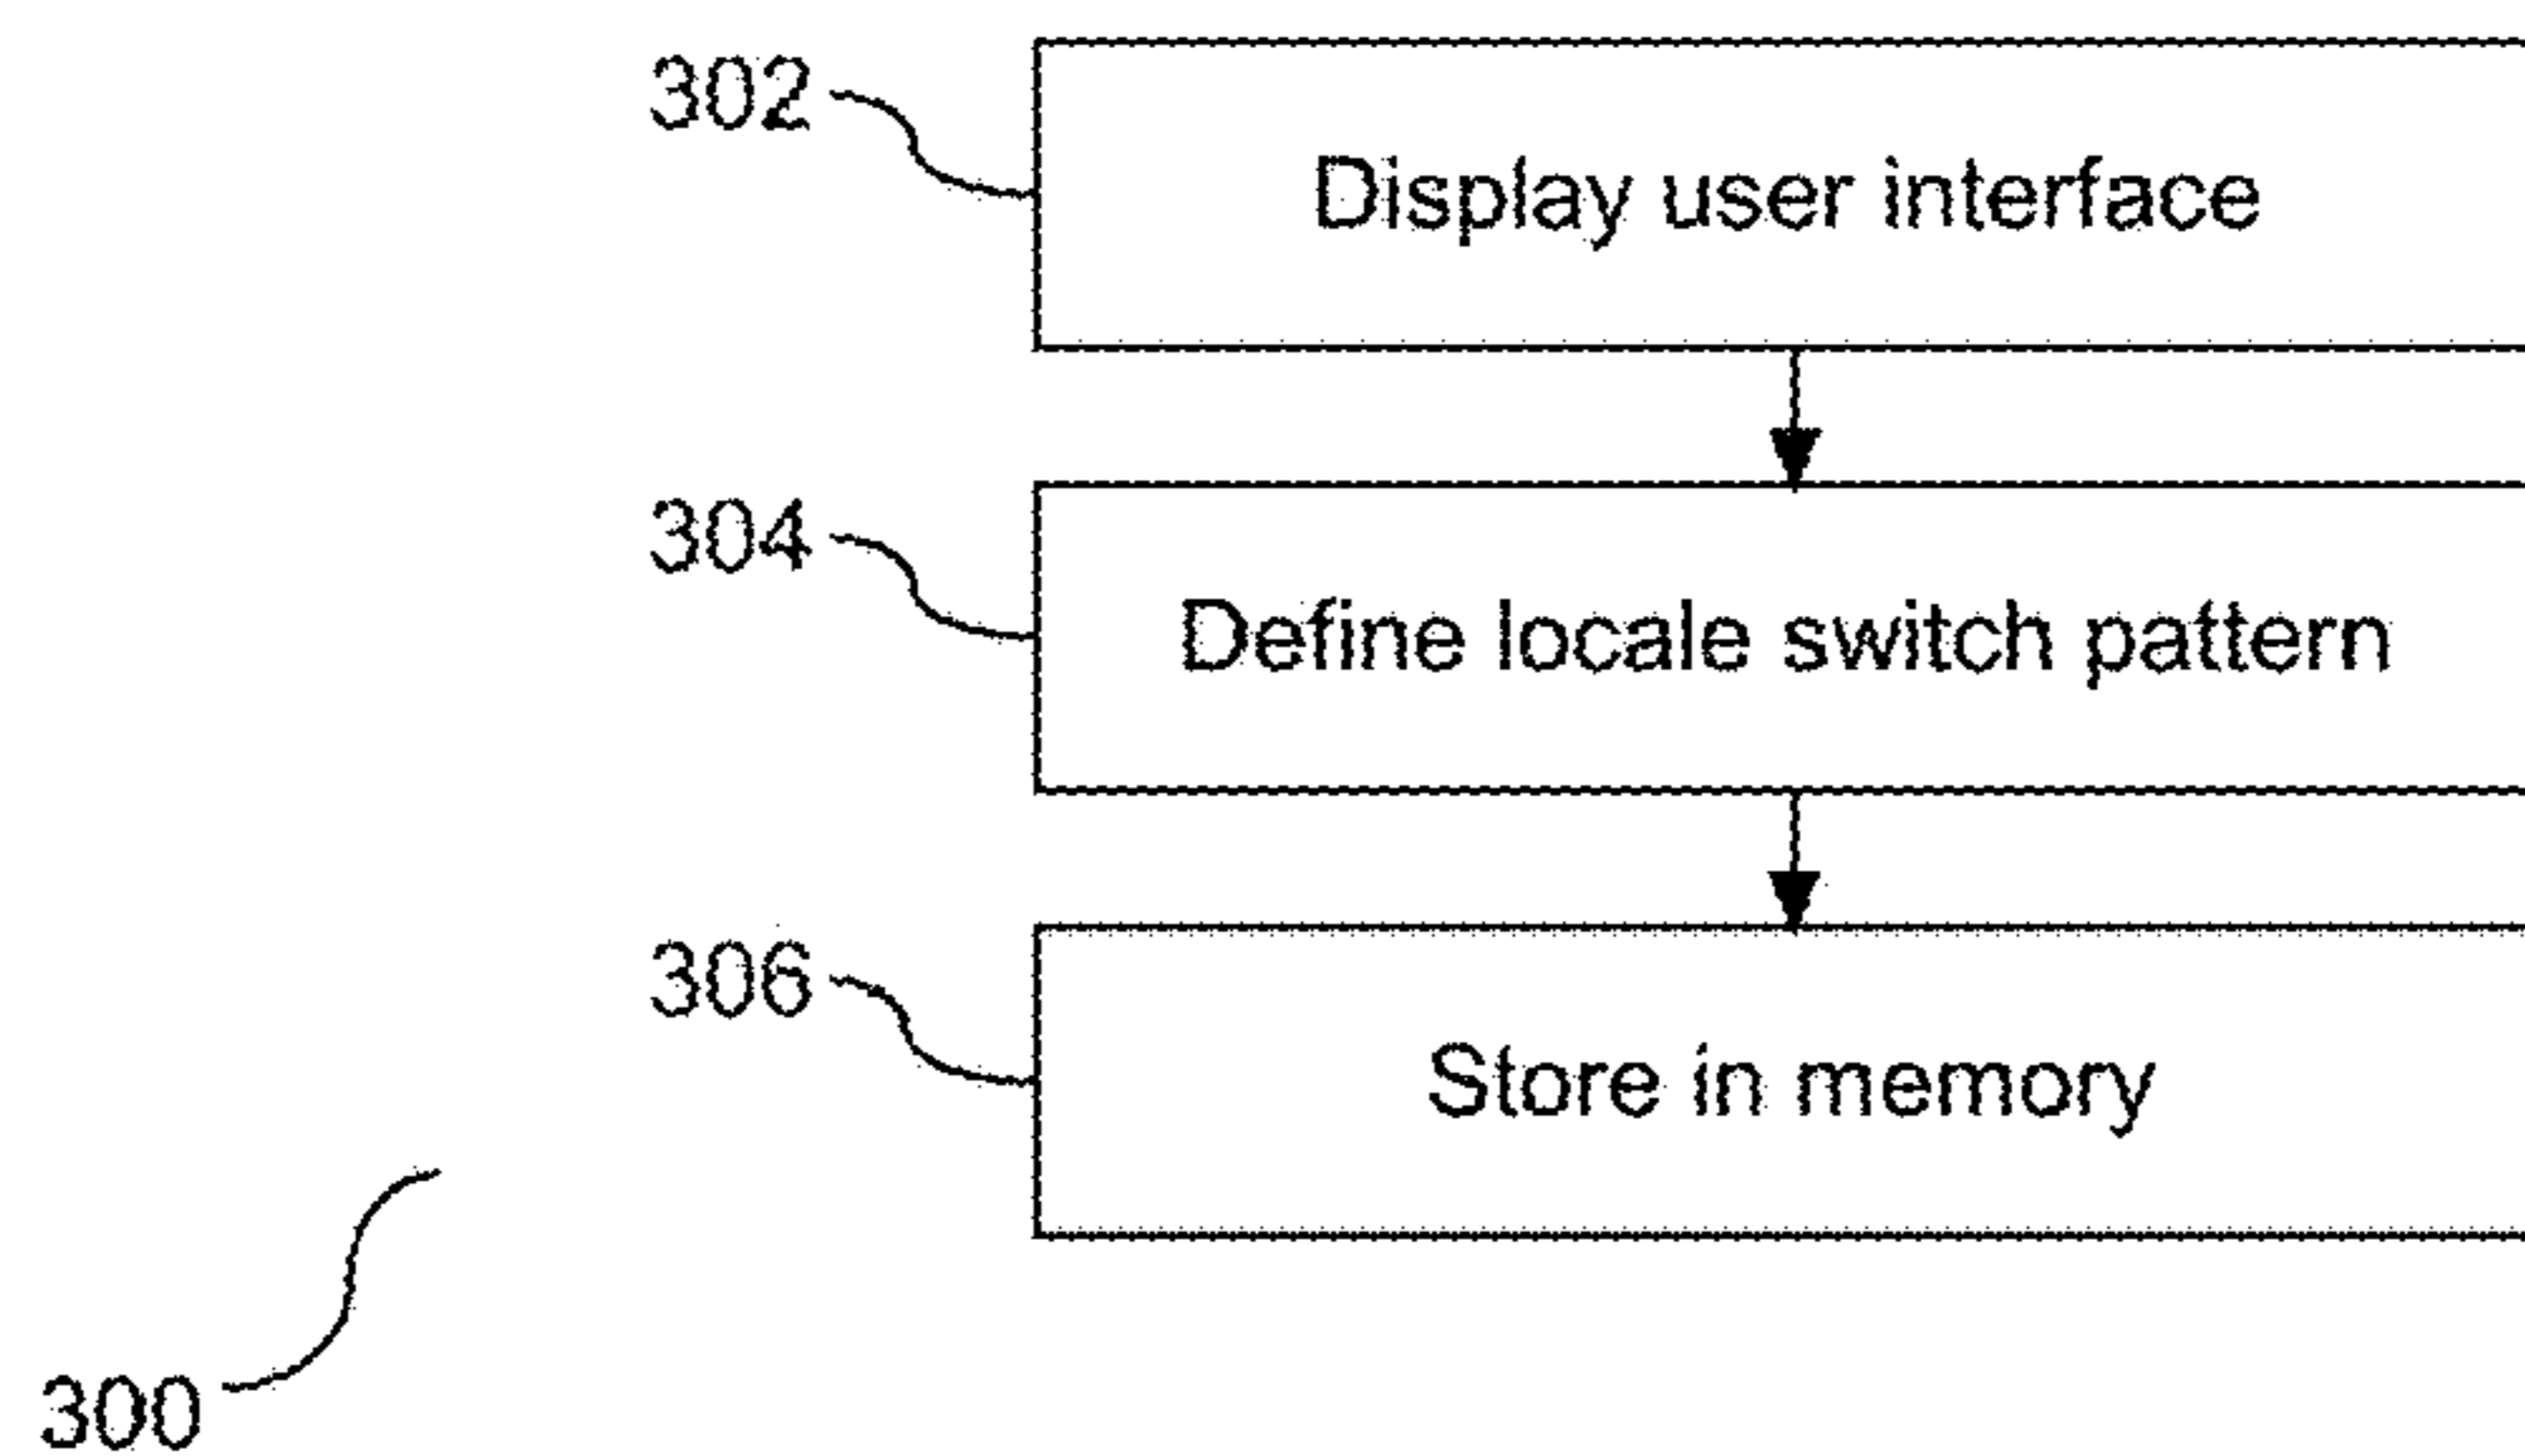 302
Display user interface
304
Define locale switch pattern
306
Store in memory
300